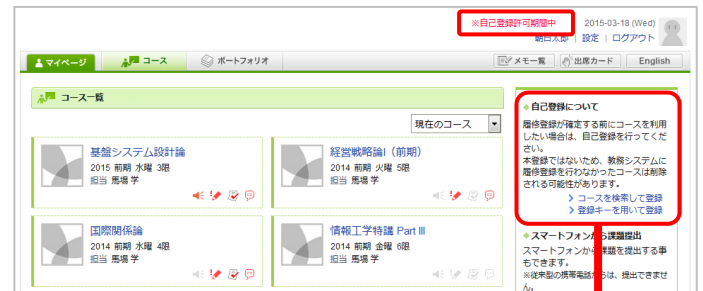 ※自己登録許可期間中
2015-03-18 (Wed)
朝日太郎 | 設定 | ログアウト
マイページ
コース
ポートフォリオ
メモ一覧
出席カード
English
コース一覧
現在のコース
基盤システム設計論
2015 前期 水曜 3限
担当 馬場 学
経営戦略論I（前期）
2014 前期 火曜 5限
担当 馬場 学
国際関係論
2014 前期 水曜 4限
担当 馬場 学
情報工学特講 Part III
2014 前期 金曜 6限
担当 馬場 学
自己登録について
履修登録が確定する前にコースを利用
したい場合は、自己登録を行ってくだ
さい。
本登録ではないため、教務システムに
履修登録を行わなかったコースは削除
される可能性があります。
コースを検索して登録
登録キーを用いて登録
スマートフォンから課題提出
スマートフォンから課題を提出する事
もできます。
※従来型の携帯電話からは、提出できませ
ん。